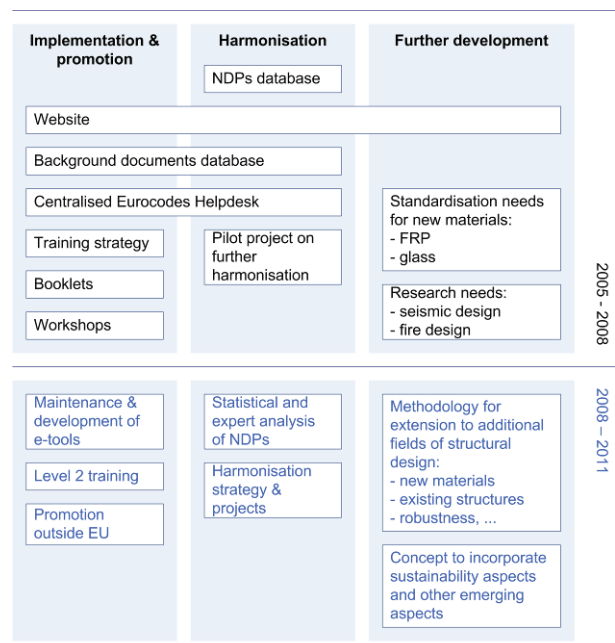 Implementation &
promotion
Harmonisation
Further development
NDPs database
Website
Background documents database
Centralised Eurocodes Helpdesk
Training strategy
Booklets
Workshops
Pilot project on
further
harmonisation
Standardisation needs
for new materials:
- FRP
- glass
Research needs:
- seismic design
- fire design
2005 - 2008
Maintenance &
development of
e-tools
Level 2 training
Promotion
outside EU
Statistical and
expert analysis
of NDPs
Harmonisation
strategy &
projects
Methodology for
extension to additional
fields of structural
design:
- new materials
- existing structures
- robustness, ...
Concept to incorporate
sustainability aspects
and other emerging
aspects
2008 – 2011